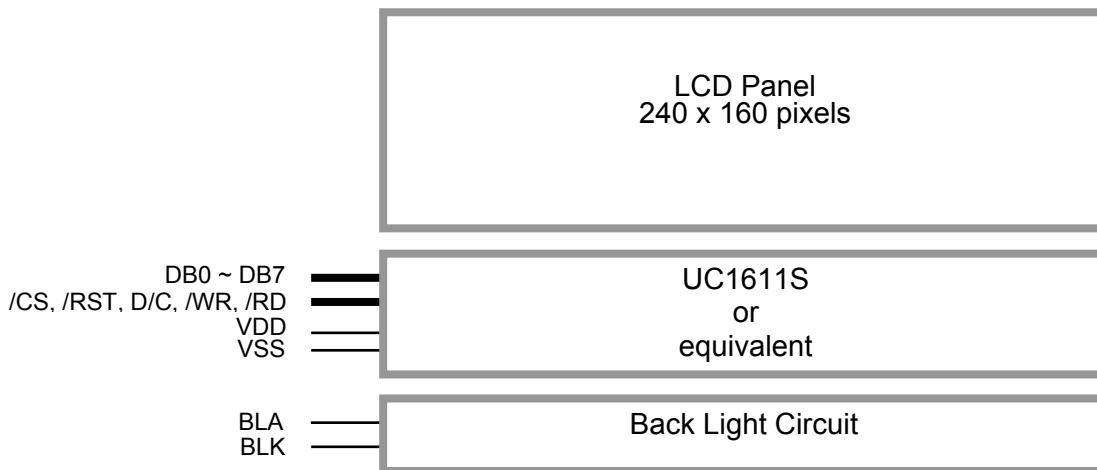 LCD Panel
240 x 160 pixels
DB0 ~ DB7
/CS, /RST, D/C, /WR, /RD
VDD
VSS
UC1611S
or
equivalent
BLA
BLK
Back Light Circuit